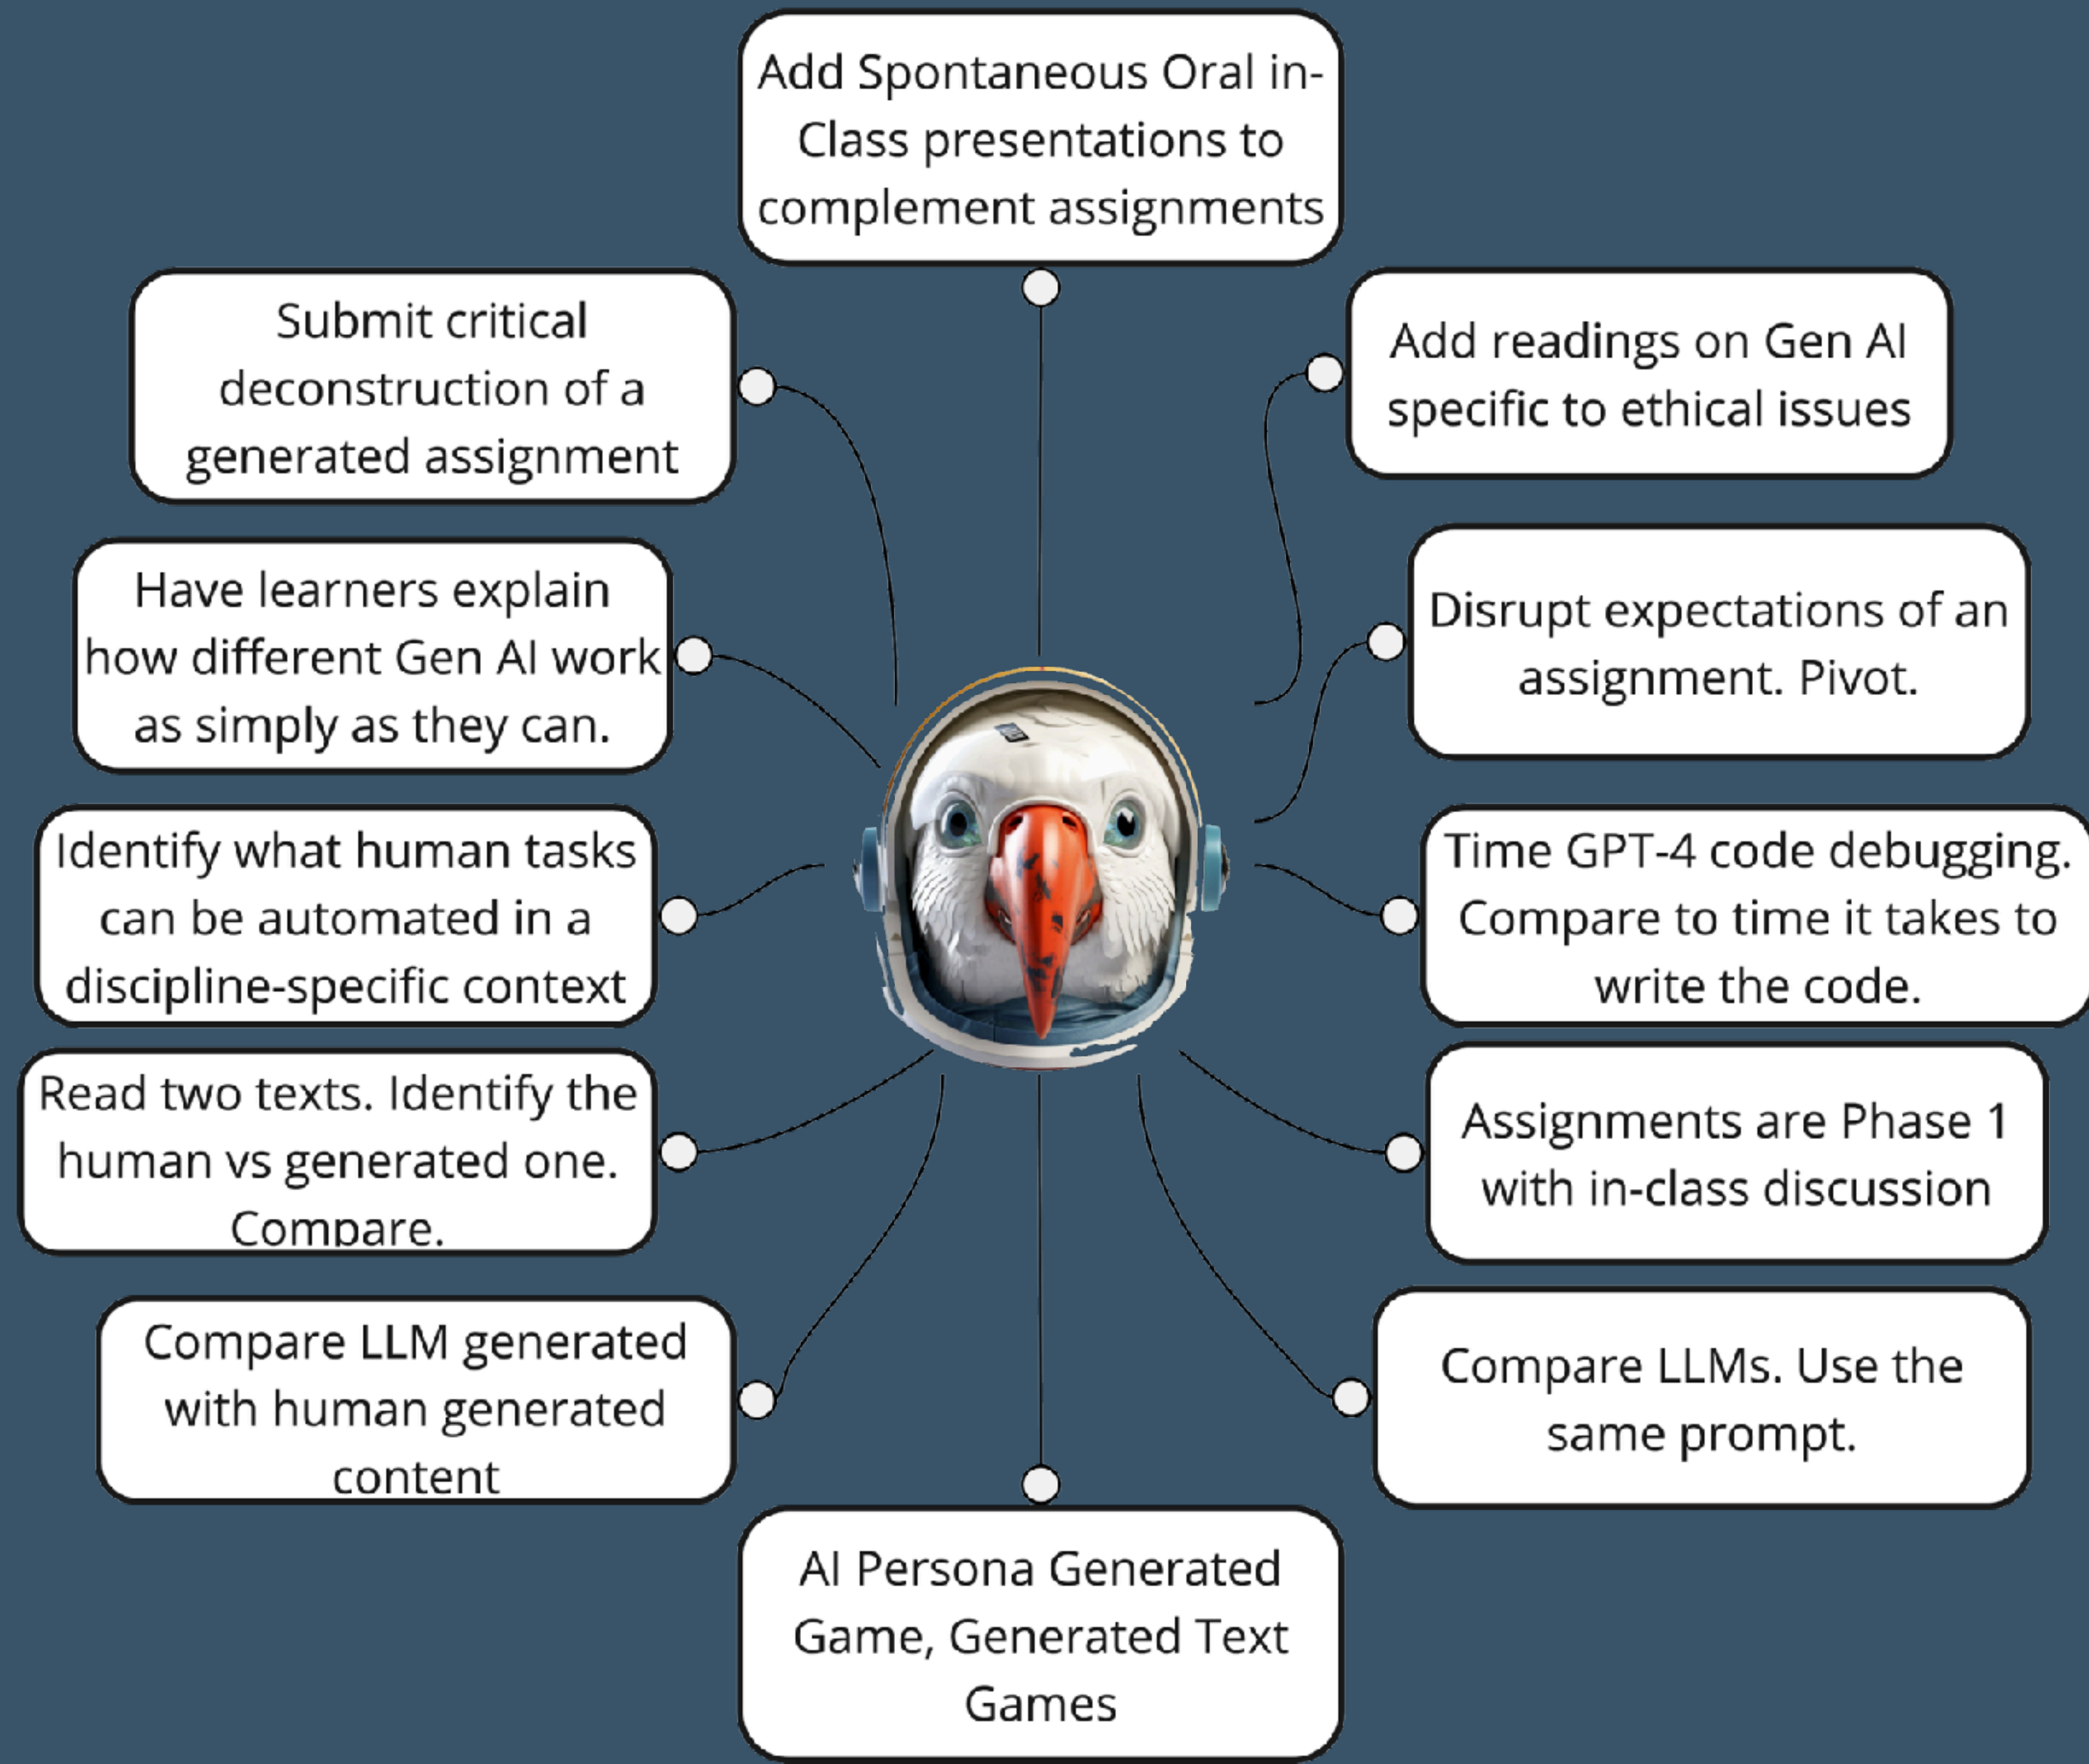 Add Spontaneous Oral in-
Class presentations to
complement assignments
Submit critical
deconstruction of a
generated assignment
Add readings on Gen AI
specific to ethical issues
Have learners explain
how different Gen AI work
as simply as they can.
Disrupt expectations of an
assignment. Pivot.
Identify what human tasks
can be automated in a
discipline-specific context
Time GPT-4 code debugging.
Compare to time it takes to
write the code.
Read two texts. Identify the
human vs generated one.
Compare.
Assignments are Phase 1
with in-class discussion
Compare LLM generated
with human generated
content
Compare LLMs. Use the
same prompt.
AI Persona Generated
Game, Generated Text
Games